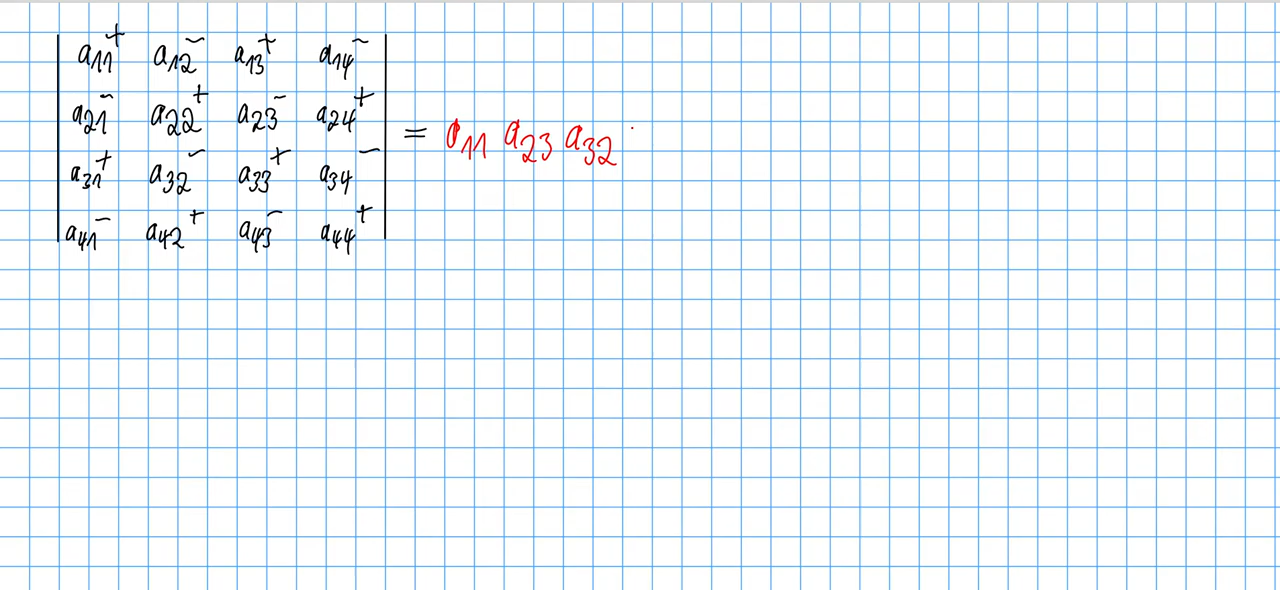 a11+ a12− a13+ a14−
a21− a22+ a23− a24+
= a11 a23 a32
a31+ a32− a33+ a34−
a41− a42+ a43− a44+